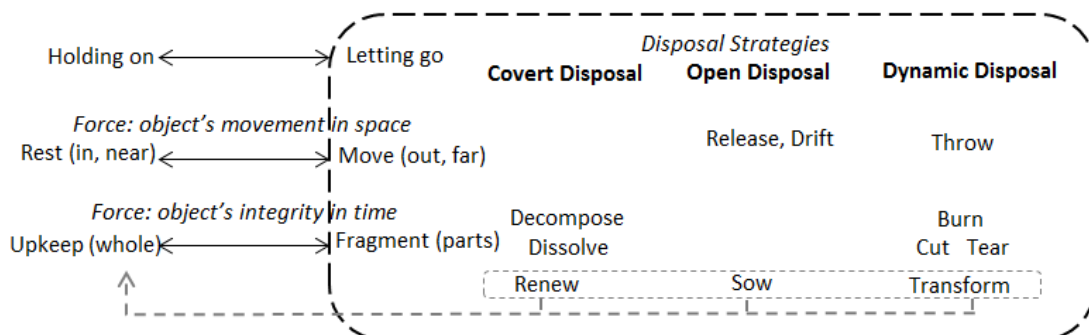 Disposal Strategies
Holding on Letting go
Covert Disposal Open Disposal Dynamic Disposal
Force: object's movement in space
Rest (in, near) Move (out, far) Release, Drift Throw
Force: object's integrity in time
Decompose Burn
Upkeep (whole) Fragment (parts) Dissolve Cut Tear
Renew Sow Transform